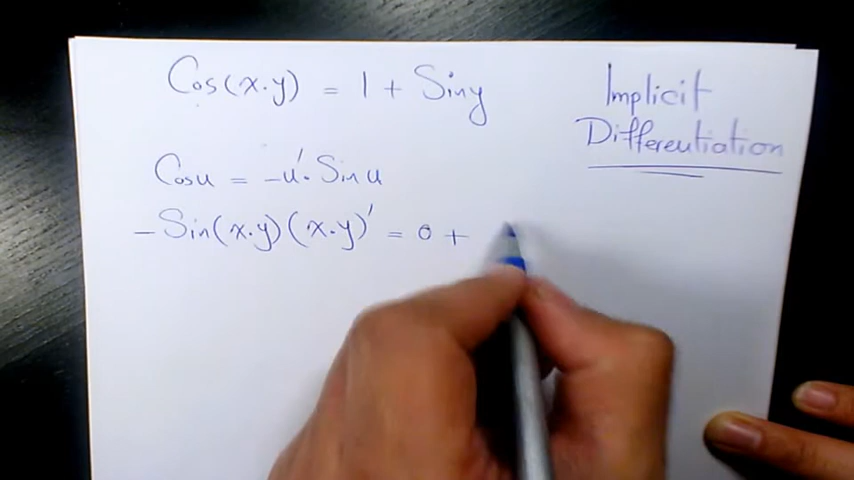 Cos(x.y) = 1 + Siny
Implicit
Differentiation
Cosu = -u'. Sin u
-Sin(x.y)(x.y)' = 0 +